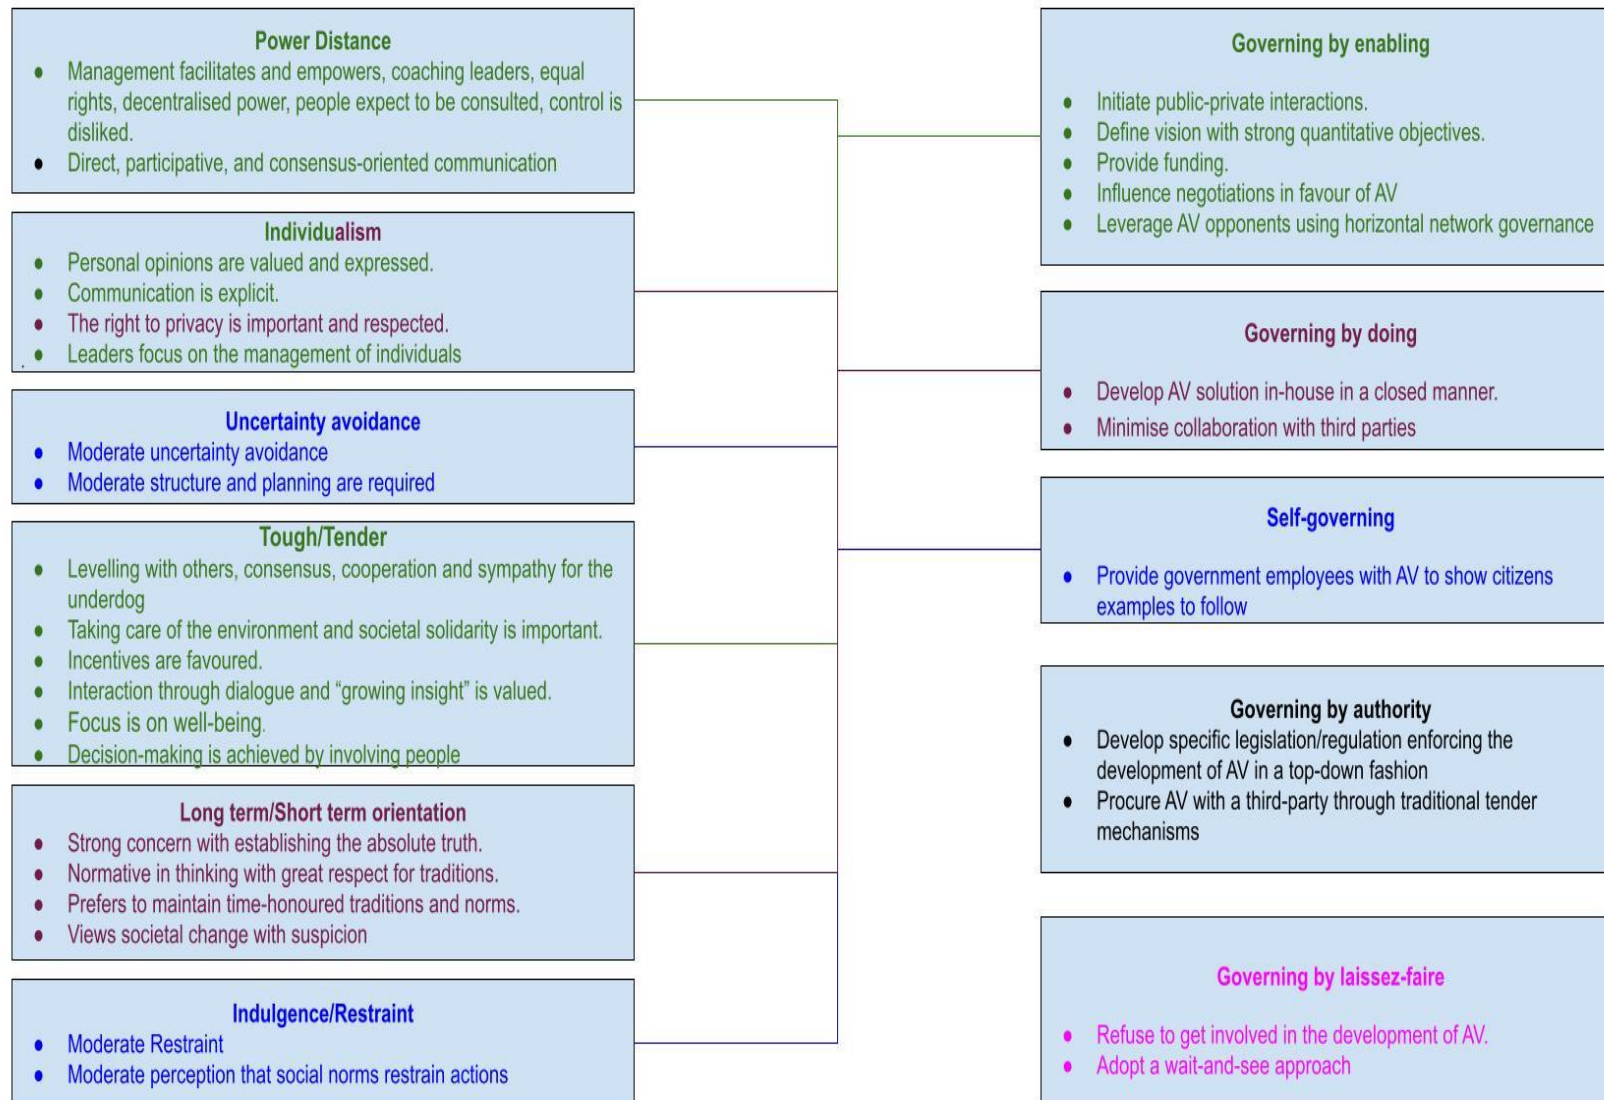 Power Distance
● Management facilitates and empowers, coaching leaders, equal
rights, decentralised power, people expect to be consulted, control is
disliked.
● Direct, participative, and consensus-oriented communication
Individualism
● Personal opinions are valued and expressed.
● Communication is explicit.
● The right to privacy is important and respected.
● Leaders focus on the management of individuals
.
Uncertainty avoidance
● Moderate uncertainty avoidance
● Moderate structure and planning are required
Tough/Tender
● Levelling with others, consensus, cooperation and sympathy for the
underdog
● Taking care of the environment and societal solidarity is important.
● Incentives are favoured.
● Interaction through dialogue and “growing insight” is valued.
● Focus is on well-being.
● Decision-making is achieved by involving people
Long term/Short term orientation
● Strong concern with establishing the absolute truth.
● Normative in thinking with great respect for traditions.
● Prefers to maintain time-honoured traditions and norms.
● Views societal change with suspicion
Indulgence/Restraint
● Moderate Restraint
● Moderate perception that social norms restrain actions
Governing by enabling
● Initiate public-private interactions.
● Define vision with strong quantitative objectives.
● Provide funding.
● Influence negotiations in favour of AV
● Leverage AV opponents using horizontal network governance
Governing by doing
● Develop AV solution in-house in a closed manner.
● Minimise collaboration with third parties
Self-governing
● Provide government employees with AV to show citizens
examples to follow
Governing by authority
● Develop specific legislation/regulation enforcing the
development of AV in a top-down fashion
● Procure AV with a third-party through traditional tender
mechanisms
Governing by laissez-faire
● Refuse to get involved in the development of AV.
● Adopt a wait-and-see approach